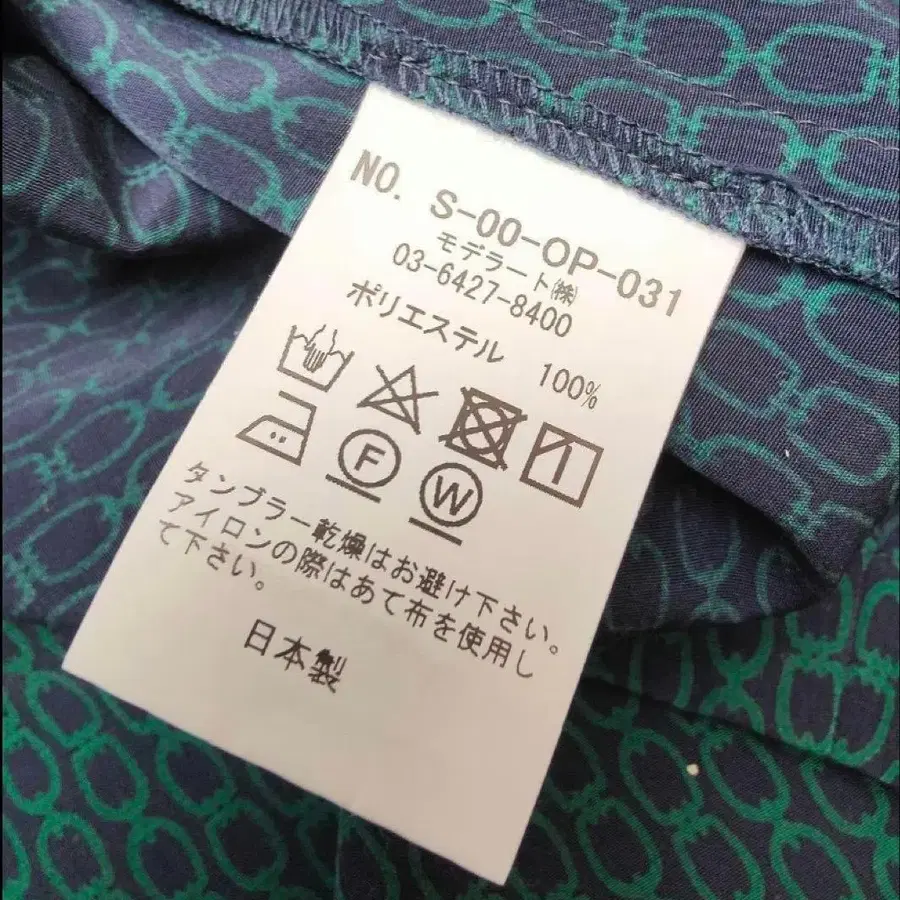 NO. S-00-OP-031
モデラート㈱
03-6427-8400
ポリエステル 100%
F
W
タンブラー乾燥はお避け下さい。
アイロンの際はあて布を使用し
て下さい。
日本製